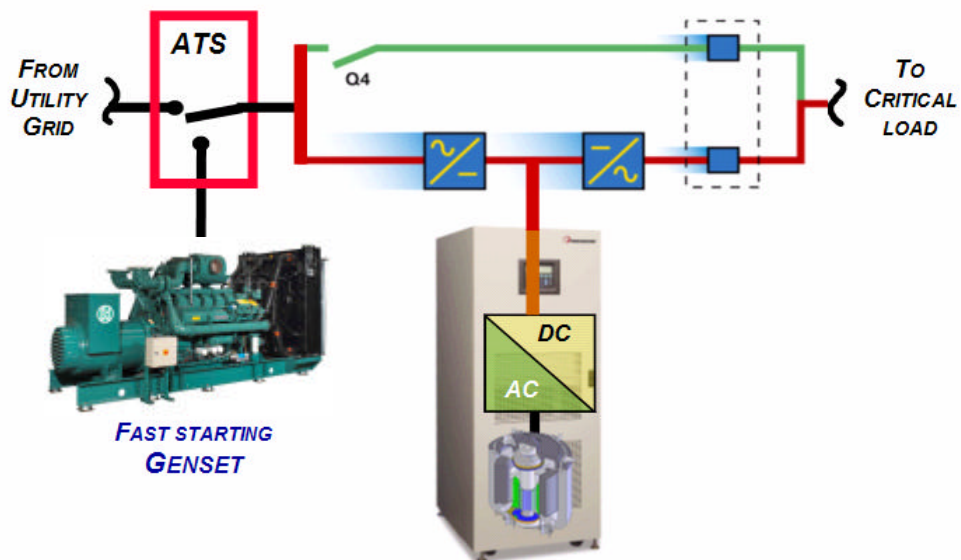 ATS
FROM
UTILITY
GRID
Q4
TO
CRITICAL
LOAD
DC
AC
FAST STARTING
GENSET